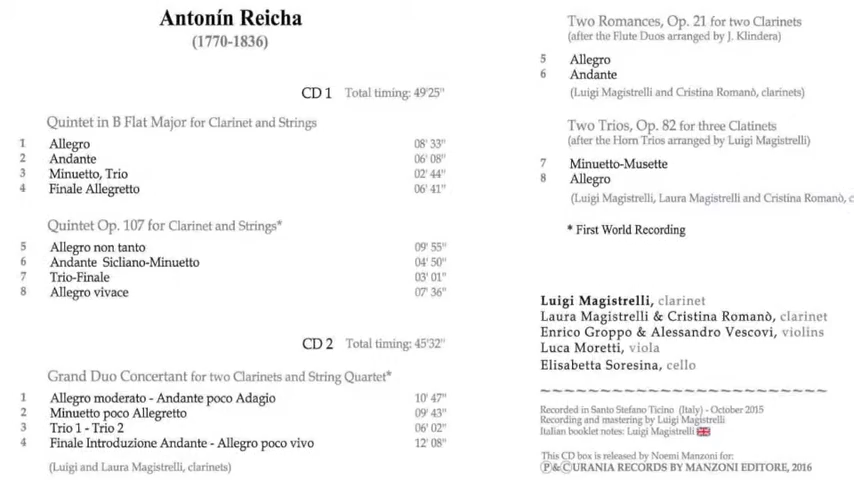 Antonín Reicha
(1770-1836)
CD 1 Total timing: 49'25"
Quintet in B Flat Major for Clarinet and Strings
1 Allegro 08' 33"
2 Andante 06' 08"
3 Minuetto, Trio 02' 44"
4 Finale Allegretto 06' 41"
Quintet Op. 107 for Clarinet and Strings*
5 Allegro non tanto 09' 55"
6 Andante Sicliano-Minuetto 04' 50"
7 Trio-Finale 03' 01"
8 Allegro vivace 07' 36"
CD 2 Total timing: 45'32"
Grand Duo Concertant for two Clarinets and String Quartet*
1 Allegro moderato - Andante poco Adagio 10' 47"
2 Minuetto poco Allegretto 09' 43"
3 Trio 1 - Trio 2 06' 02"
4 Finale Introduzione Andante - Allegro poco vivo 12' 08"
(Luigi and Laura Magistrelli, clarinets)
Two Romances, Op. 21 for two Clarinets
(after the Flute Duos arranged by J. Klindera)
5 Allegro
6 Andante
(Luigi Magistrelli and Cristina Romanò, clarinets)
Two Trios, Op. 82 for three Clatinets
(after the Horn Trios arranged by Luigi Magistrelli)
7 Minuetto-Musette
8 Allegro
(Luigi Magistrelli, Laura Magistrelli and Cristina Romanò, c
* First World Recording
Luigi Magistrelli, clarinet
Laura Magistrelli & Cristina Romanò, clarinet
Enrico Groppo & Alessandro Vescovi, violins
Luca Moretti, viola
Elisabetta Soresina, cello
Recorded in Santo Stefano Ticino (Italy) - October 2015
Recording and mastering by Luigi Magistrelli
Italian booklet notes: Luigi Magistrelli
This CD box is released by Noemi Manzoni for:
Ⓟ&ⒸURANIA RECORDS BY MANZONI EDITORE, 2016